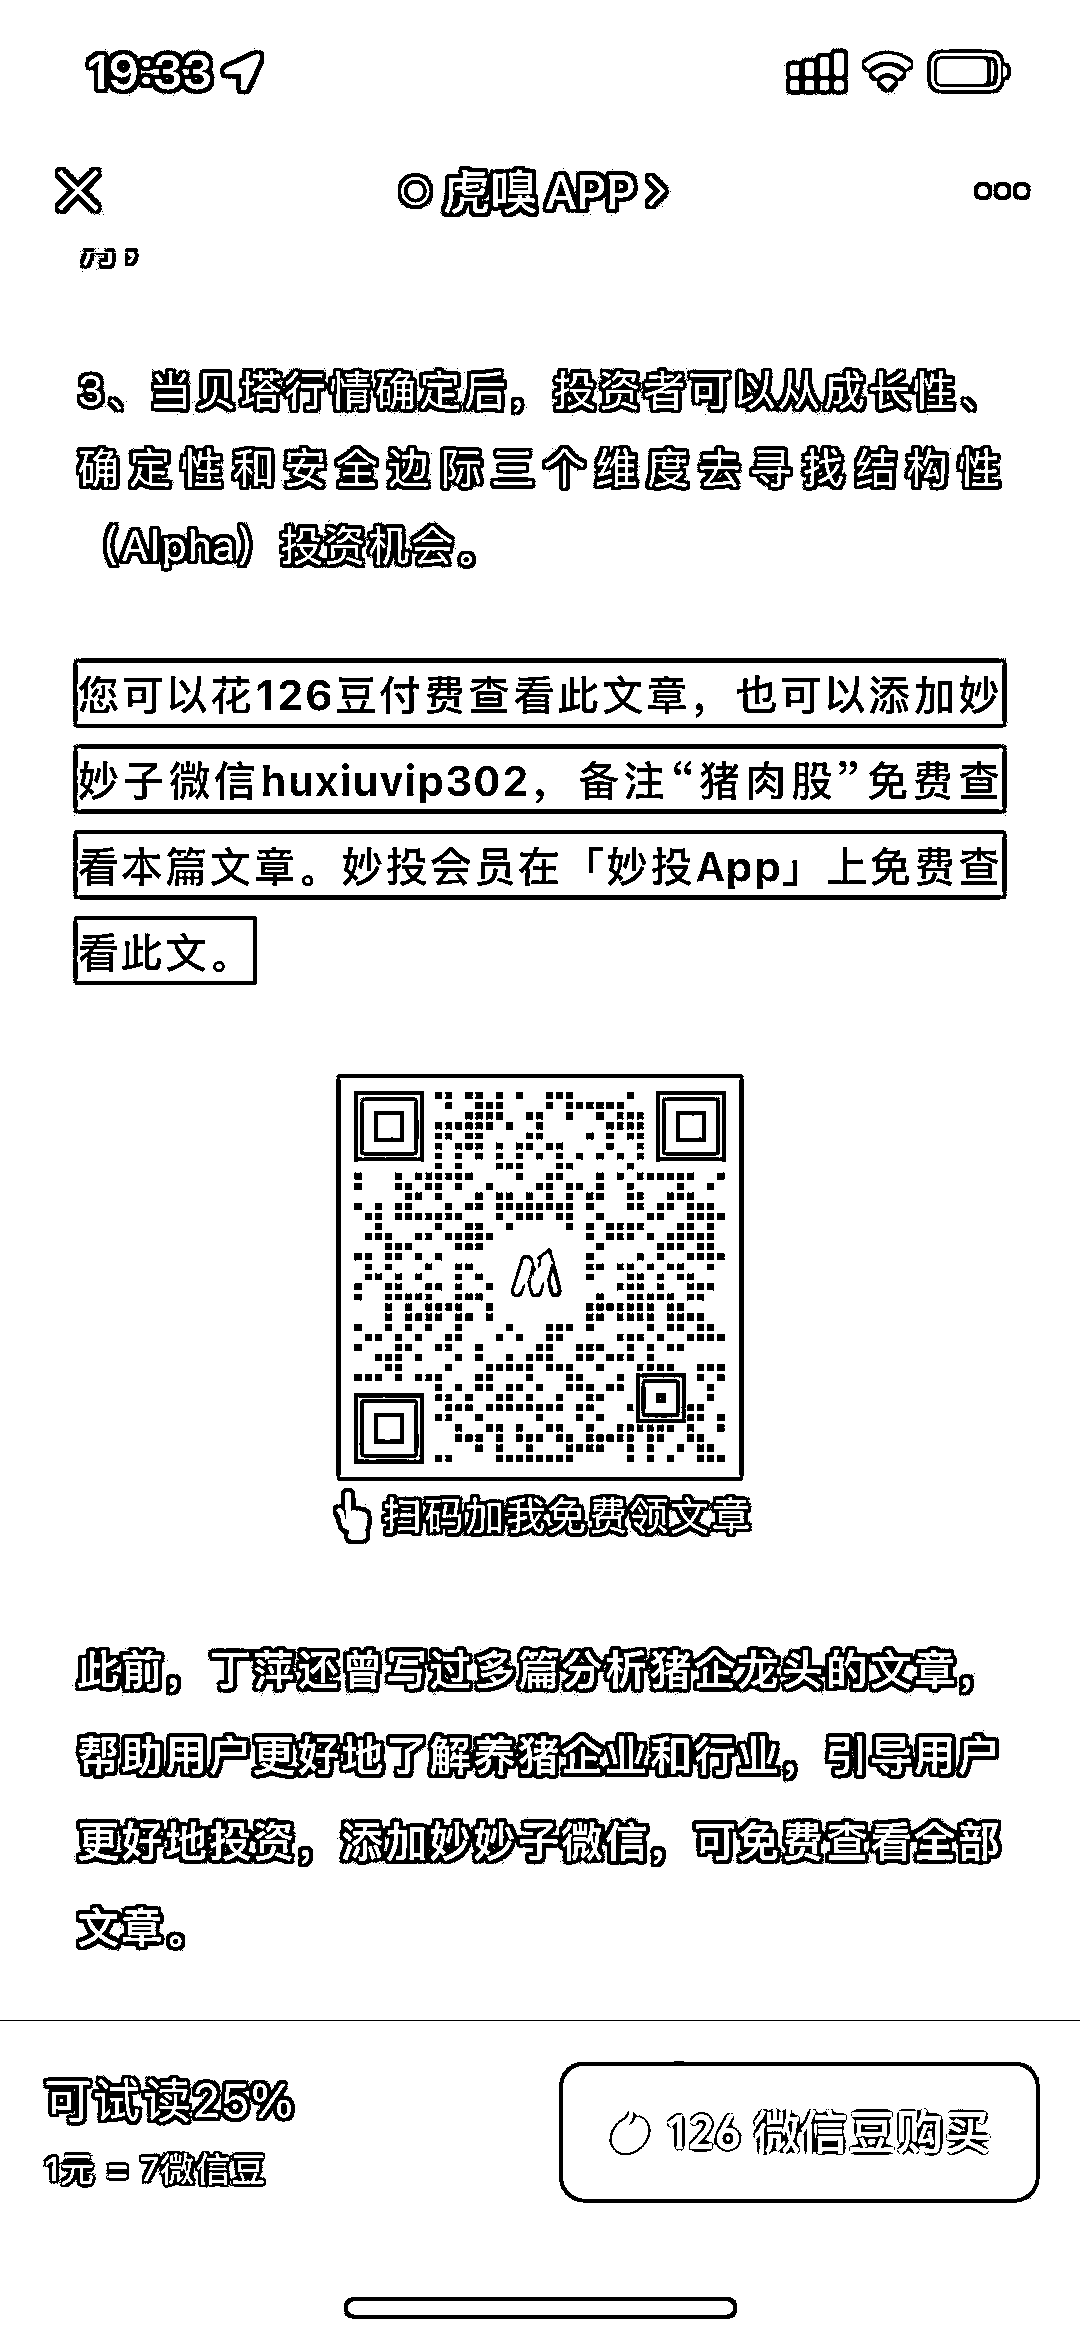 19:33
虎嗅APP
3、当贝塔行情确定后，投资者可以从成长性、
确定性和安全边际三个维度去寻找结构性
（Alpha）投资机会。
您可以花126豆付费查看此文章，也可以添加妙
妙子微信huxiuvip302，备注“猪肉股”免费查
看本篇文章。妙投会员在「妙投App」上免费查
看此文。
扫码加我免费领文章
此前，丁萍还曾写过多篇分析猪企龙头的文章，
帮助用户更好地了解养猪企业和行业，引导用户
更好地投资，添加妙妙子微信，可免费查看全部
文章。
可试读25%
1元 = 7微信豆
126 微信豆购买